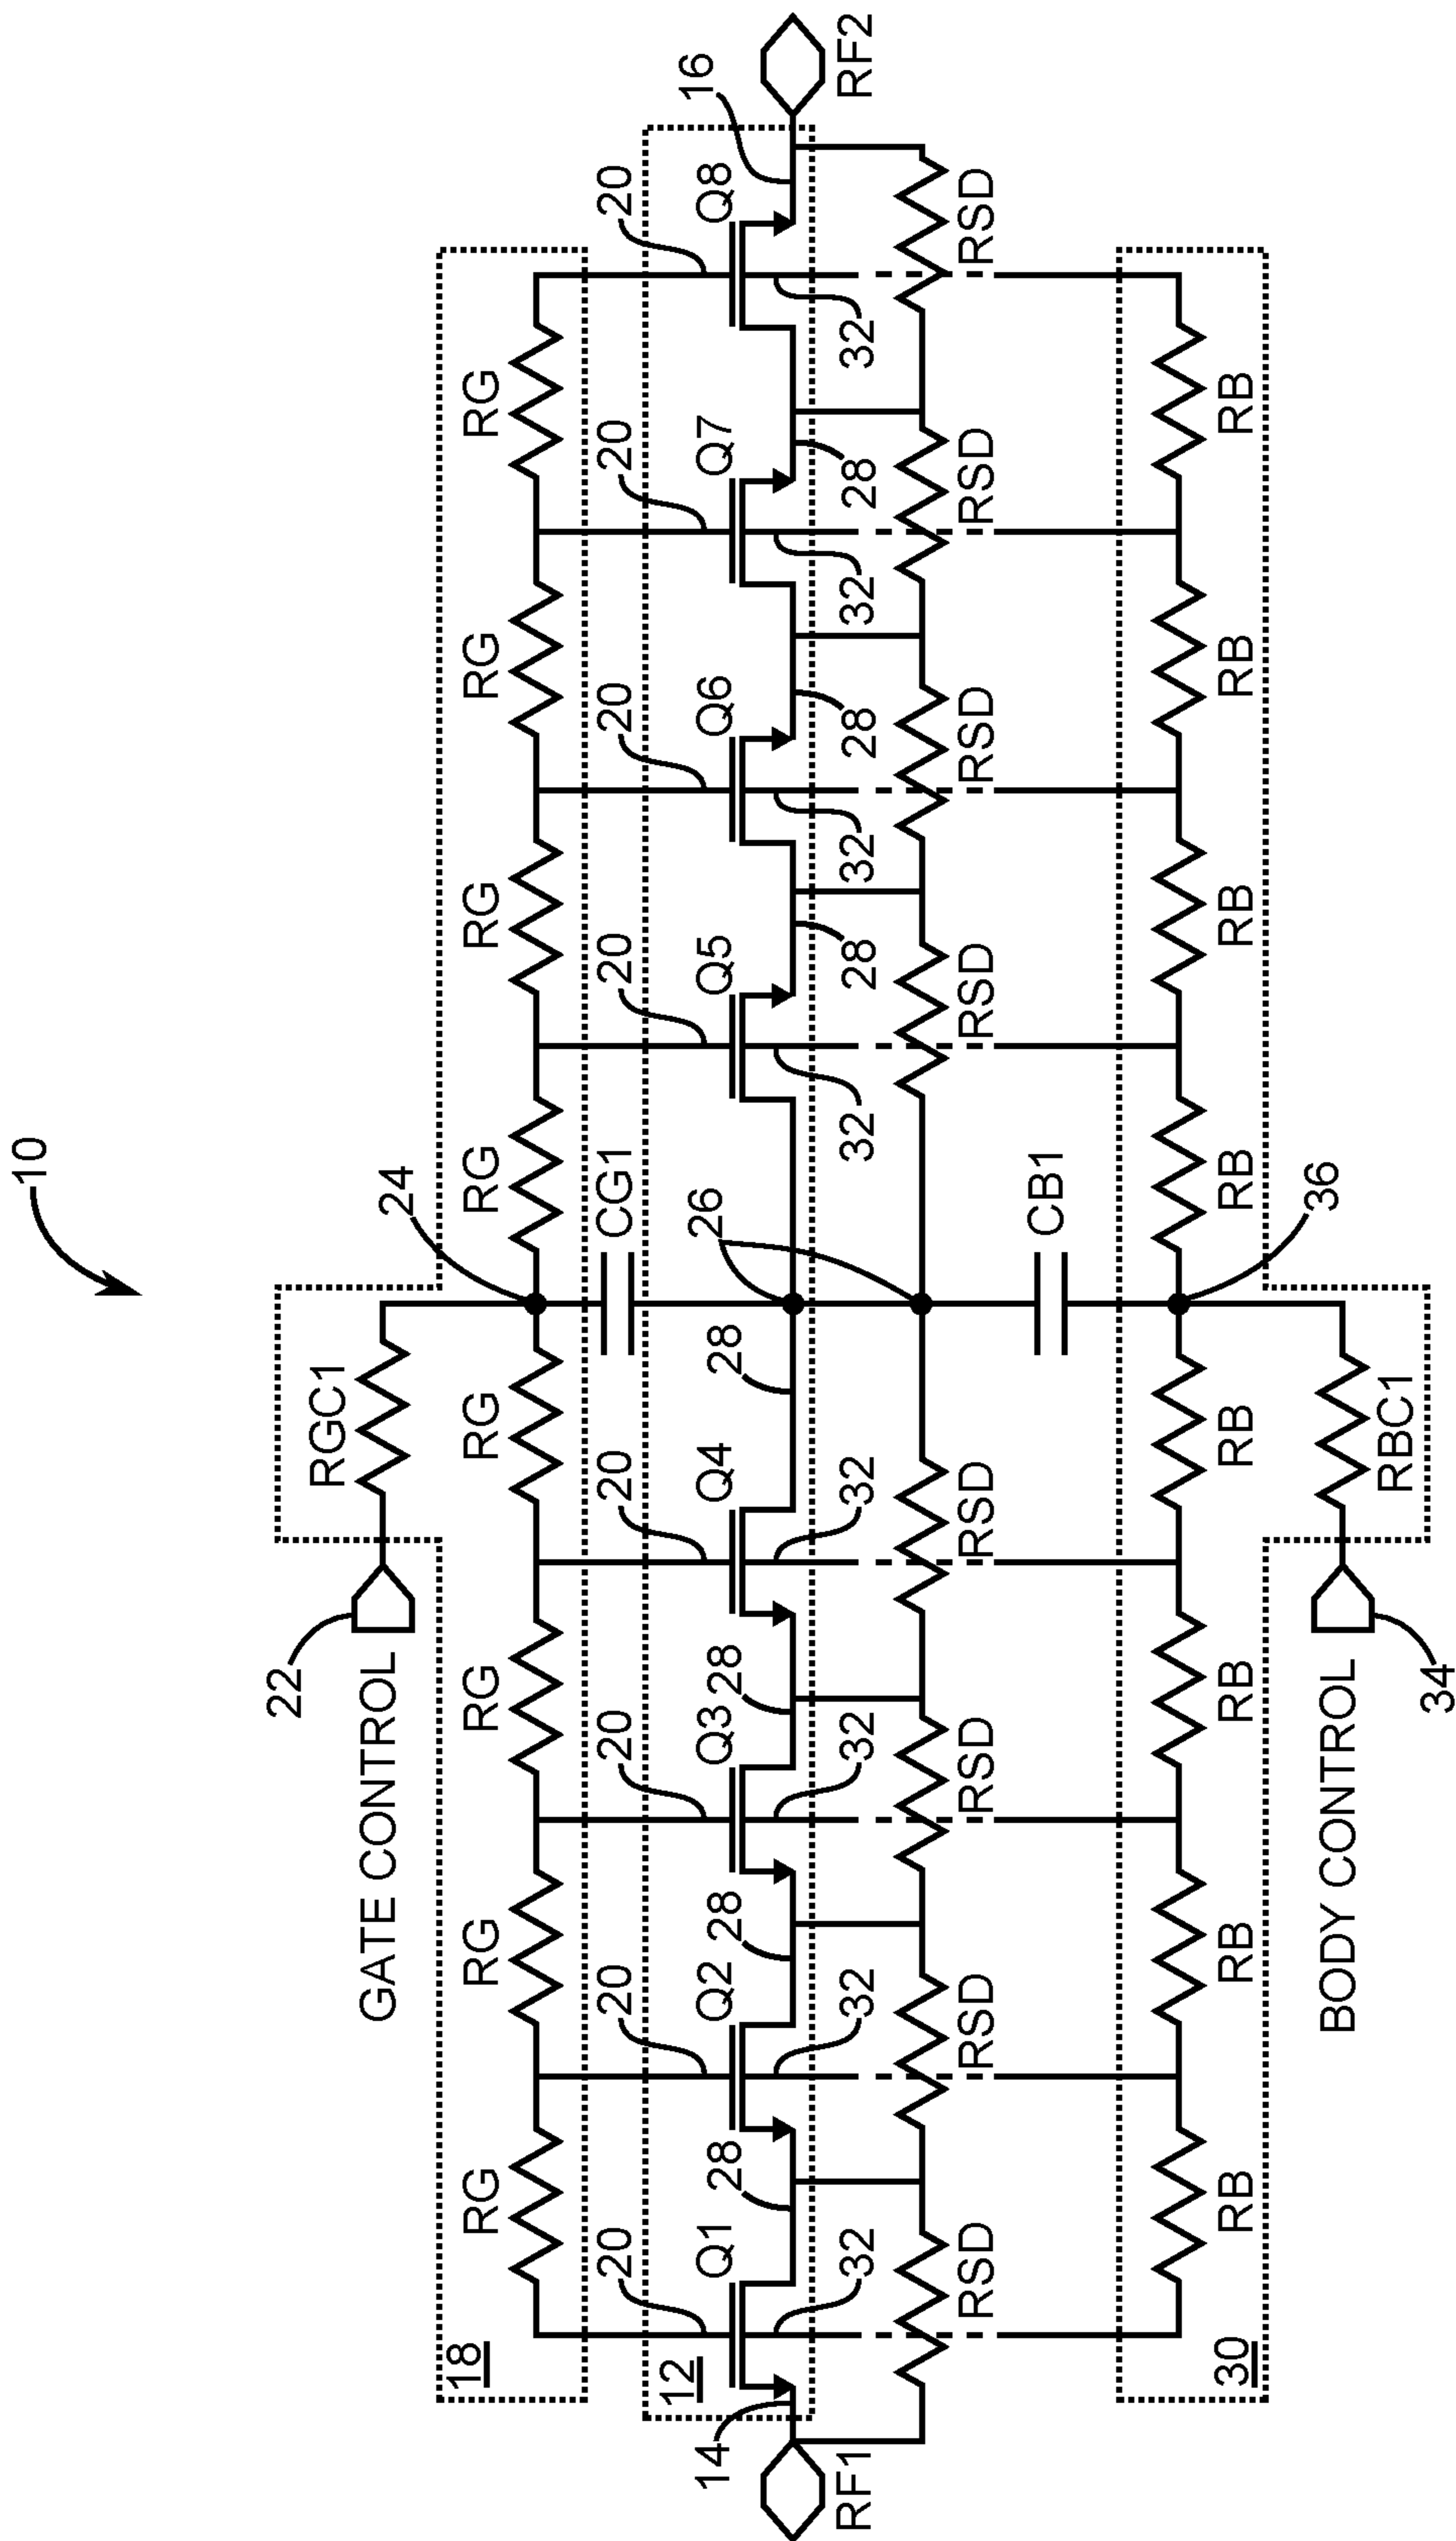 10
22
RGC1
GATE CONTROL
24
18
RG RG RG RG RG RG RG RG
20 20 20 20 CG1 20 20 20 20
12
14 Q1 28 Q2 28 Q3 28 Q4 28 26 Q5 Q6 Q7 Q8 16
RF1 32 32 32 32 32 28 32 28 32 28 32 RF2
RSD RSD RSD RSD RSD RSD RSD RSD
CB1
30
RB RB RB RB RB RB RB RB
36
BODY CONTROL
RBC1
34